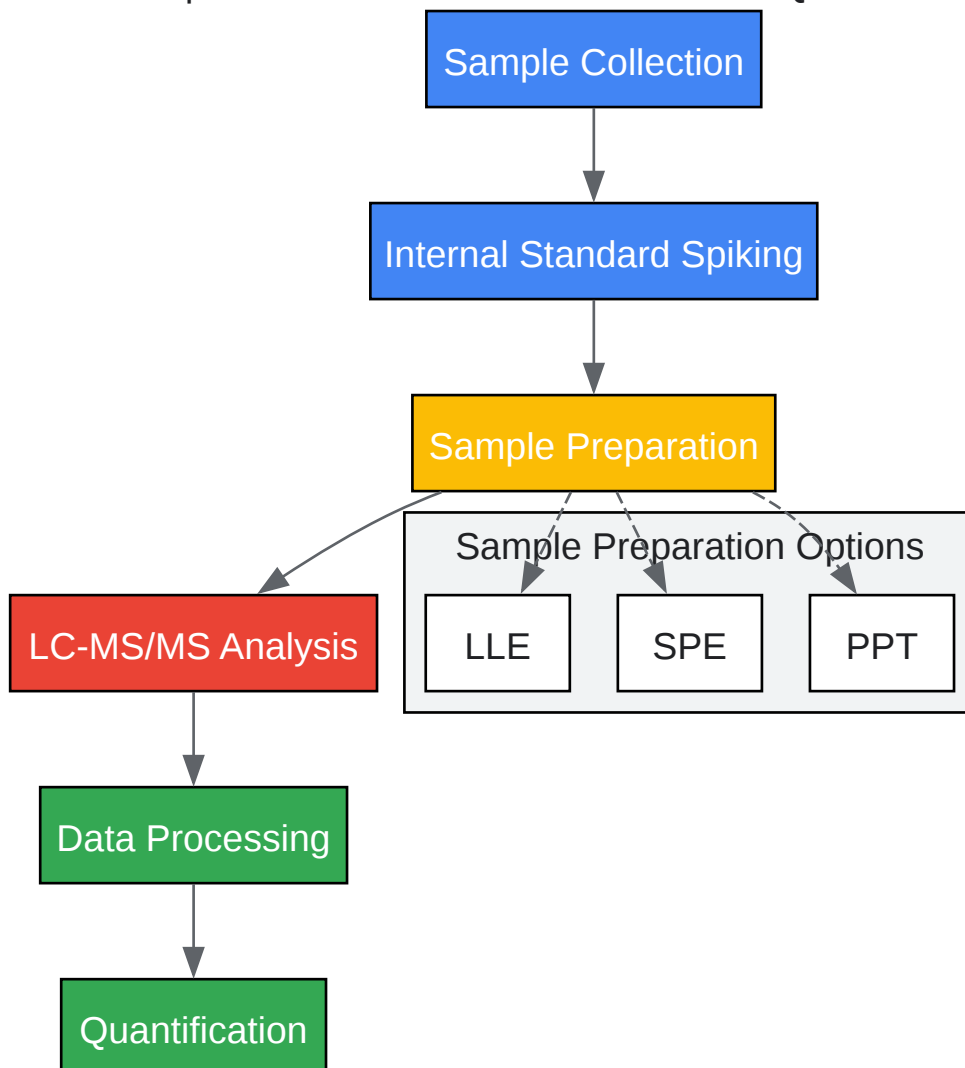 Sample Collection
Internal Standard Spiking
Sample Preparation
Sample Preparation Options
LC-MS/MS Analysis
LLE
SPE
PPT
Data Processing
Quantification